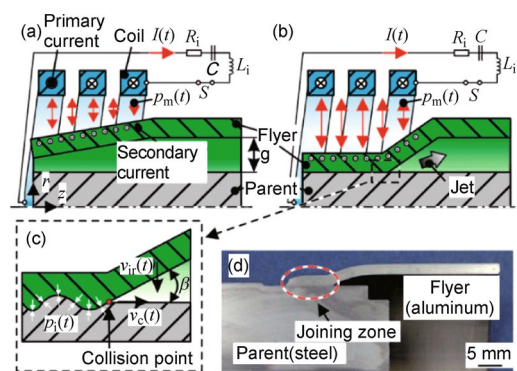 (a)
Primary
current
Coil
I(t)
Ri
C
Li
S
pm(t)
Flyer
Secondary
current
g
Parent
r
z
(b)
I(t)
Ri
C
Li
S
pm(t)
Jet
(c)
vir(t)
β
pi(t)
vc(t)
Collision point
(d)
Flyer
(aluminum)
Joining zone
Parent(steel)
5 mm